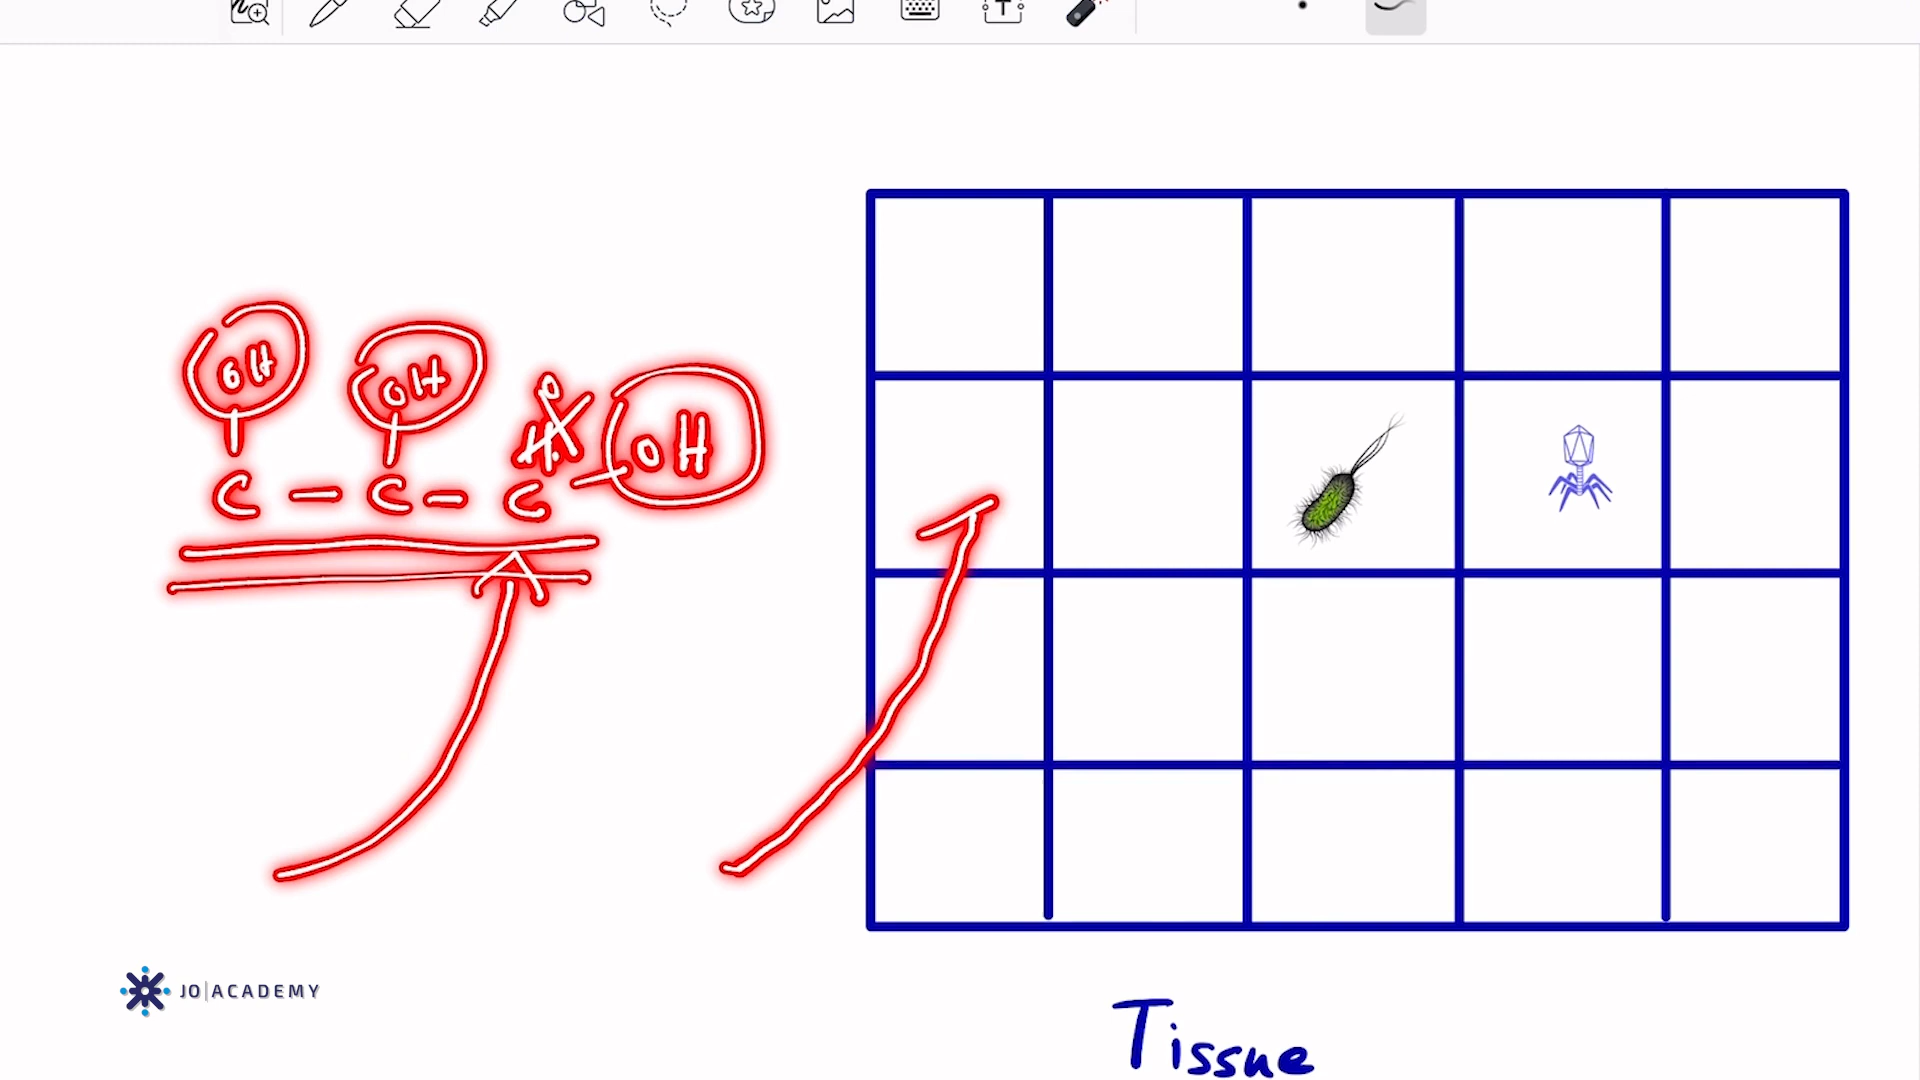 OH OH
OH
C - C - C
JO|ACADEMY
Tissue